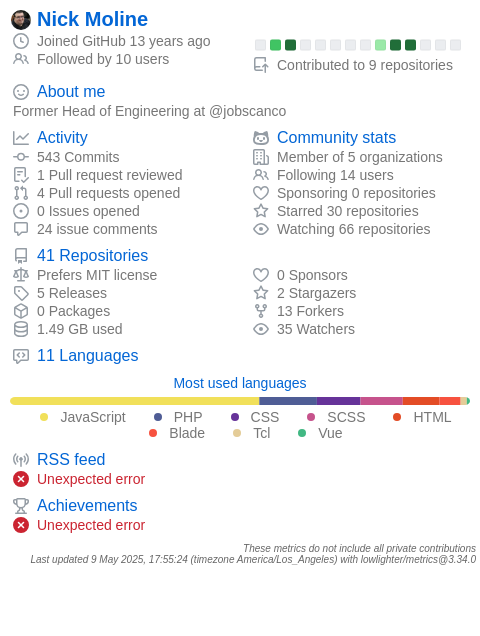 Nick Moline
Joined GitHub 13 years ago
Followed by 10 users
Contributed to 9 repositories
About me
Former Head of Engineering at @jobscanco
Activity
543 Commits
1 Pull request reviewed
4 Pull requests opened
0 Issues opened
24 issue comments
Community stats
Member of 5 organizations
Following 14 users
Sponsoring 0 repositories
Starred 30 repositories
Watching 66 repositories
41 Repositories
Prefers MIT license
5 Releases
0 Packages
1.49 GB used
0 Sponsors
2 Stargazers
13 Forkers
35 Watchers
11 Languages
Most used languages
JavaScript PHP CSS SCSS HTML
Blade Tcl Vue
RSS feed
Unexpected error
Achievements
Unexpected error
These metrics do not include all private contributions
Last updated 9 May 2025, 17:55:24 (timezone America/Los_Angeles) with lowlighter/metrics@3.34.0